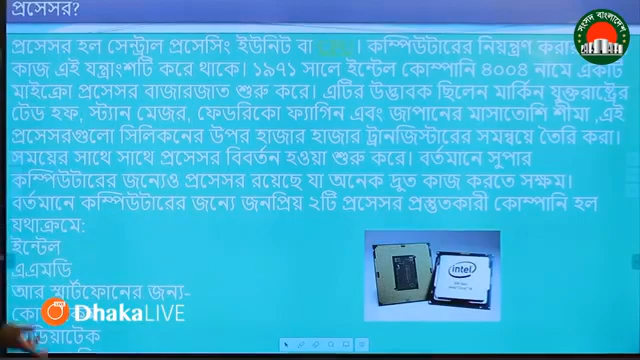 প্রসেসর?
সংসদ বাংলাদেশ
প্রসেসর হল সেন্ট্রাল প্রসেসিং ইউনিট বা । কম্পিউটারের নিয়ন্ত্রণ করার
কাজ এই যন্ত্রাংশটি করে থাকে। ১৯৭১ সালে ইন্টেল কোম্পানি ৪০০৪ নামে একটি
মাইক্রো প্রসেসর বাজারজাত শুরু করে। এটির উদ্ভাবক ছিলেন মার্কিন যুক্তরাষ্ট্রের
টেড হফ, স্ট্যান মেজর, ফেডরিকো ফ্যাগিন এবং জাপানের মাসাতোশি শীমা ,এই
প্রসেসরগুলো সিলিকনের উপর হাজার হাজার ট্রানজিস্টারের সমন্বয়ে তৈরি করা।
সময়ের সাথে সাথে প্রসেসর বিবর্তন হওয়া শুরু করে। বর্তমানে সুপার
কম্পিউটারের জন্যেও প্রসেসর রয়েছে যা অনেক দ্রুত কাজ করতে সক্ষম।
বর্তমানে কম্পিউটারের জন্যে জনপ্রিয় ২টি প্রসেসর প্রস্তুতকারী কোম্পানি হল
যথাক্রমে:
ইন্টেল
এএমডি
আর স্মার্টফোনের জন্য-
intel
LIVE DhakaLIVE